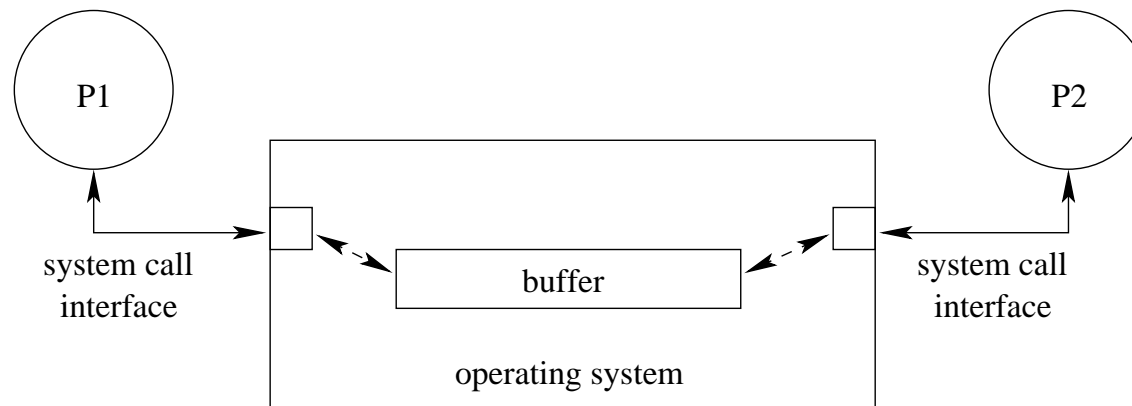 P1
P2
system call
interface
buffer
system call
interface
operating system